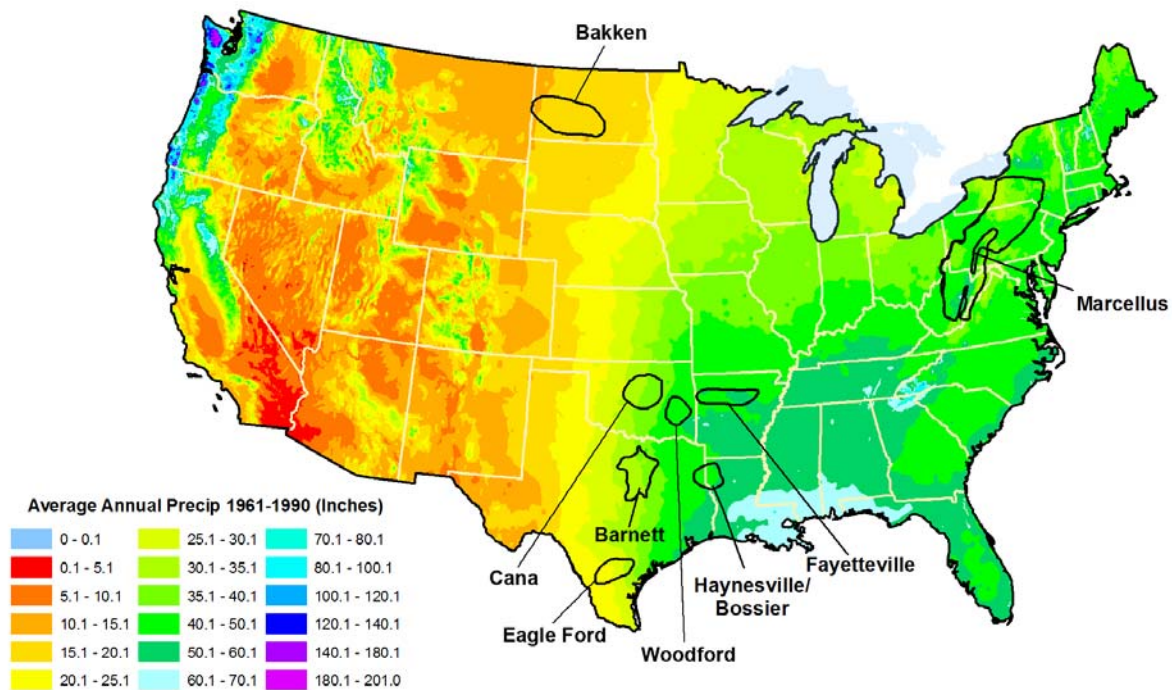 Bakken
Marcellus
Barnett
Cana
Fayetteville
Haynesville/
Bossier
Eagle Ford
Woodford
Average Annual Precip 1961-1990 (Inches)
0 - 0.1
0.1 - 5.1
5.1 - 10.1
10.1 - 15.1
15.1 - 20.1
20.1 - 25.1
25.1 - 30.1
30.1 - 35.1
35.1 - 40.1
40.1 - 50.1
50.1 - 60.1
60.1 - 70.1
70.1 - 80.1
80.1 - 100.1
100.1 - 120.1
120.1 - 140.1
140.1 - 180.1
180.1 - 201.0